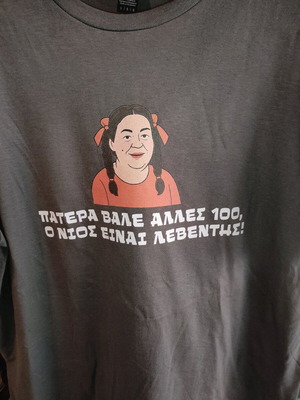 ΠΑΤΕΡΑ ΒΑΛΕ ΑΛΛΕΣ 100,
Ο ΝΙΟΣ ΕΙΝΑΙ ΛΕΒΕΝΤΗΣ!